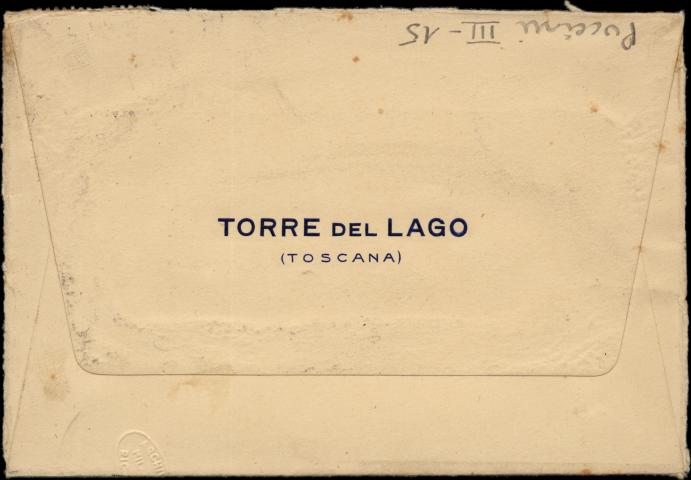 Puccini III-15
TORRE DEL LAGO
(TOSCANA)